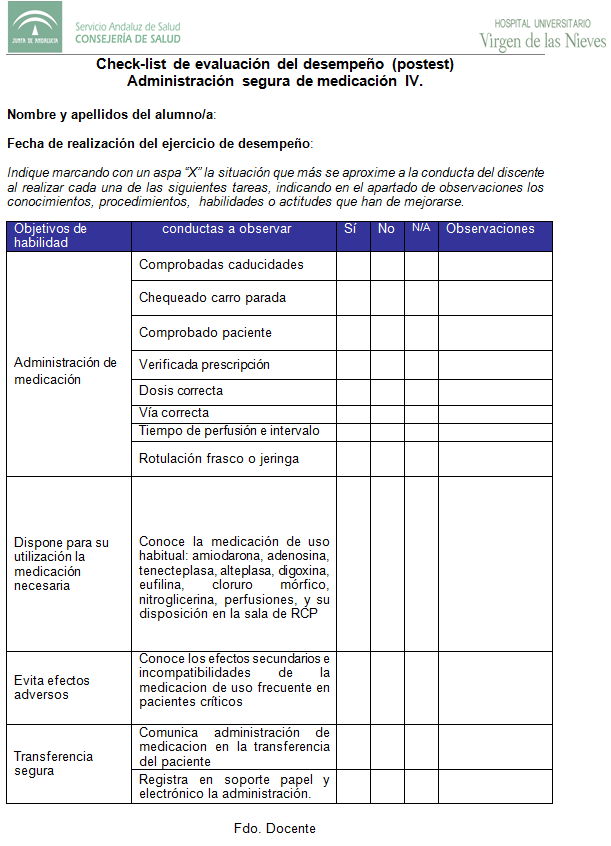 JUNTA DE ANDALUCIA
Servicio Andaluz de Salud
CONSEJERÍA DE SALUD
HOSPITAL UNIVERSITARIO
Virgen de las Nieves
Check-list de evaluación del desempeño (postest)
Administración segura de medicación IV.
Nombre y apellidos del alumno/a:
Fecha de realización del ejercicio de desempeño:
Indique marcando con un aspa “X” la situación que más se aproxime a la conducta del discente
al realizar cada una de las siguientes tareas, indicando en el apartado de observaciones los
conocimientos, procedimientos, habilidades o actitudes que han de mejorarse.
Objetivos de
habilidad
conductas a observar
Sí
No
N/A
Observaciones
Administración de
medicación
Comprobadas caducidades
Chequeado carro parada
Comprobado paciente
Verificada prescripción
Dosis correcta
Vía correcta
Tiempo de perfusión e intervalo
Rotulación frasco o jeringa
Dispone para su
utilización la
medicación
necesaria
Conoce la medicación de uso
habitual: amiodarona, adenosina,
tenecteplasa, alteplasa, digoxina,
eufilina, cloruro mórfico,
nitroglicerina, perfusiones, y su
disposición en la sala de RCP
Evita efectos
adversos
Conoce los efectos secundarios e
incompatibilidades de la
medicacion de uso frecuente en
pacientes críticos
Transferencia
segura
Comunica administración de
medicacion en la transferencia
del paciente
Registra en soporte papel y
electrónico la administración.
Fdo. Docente